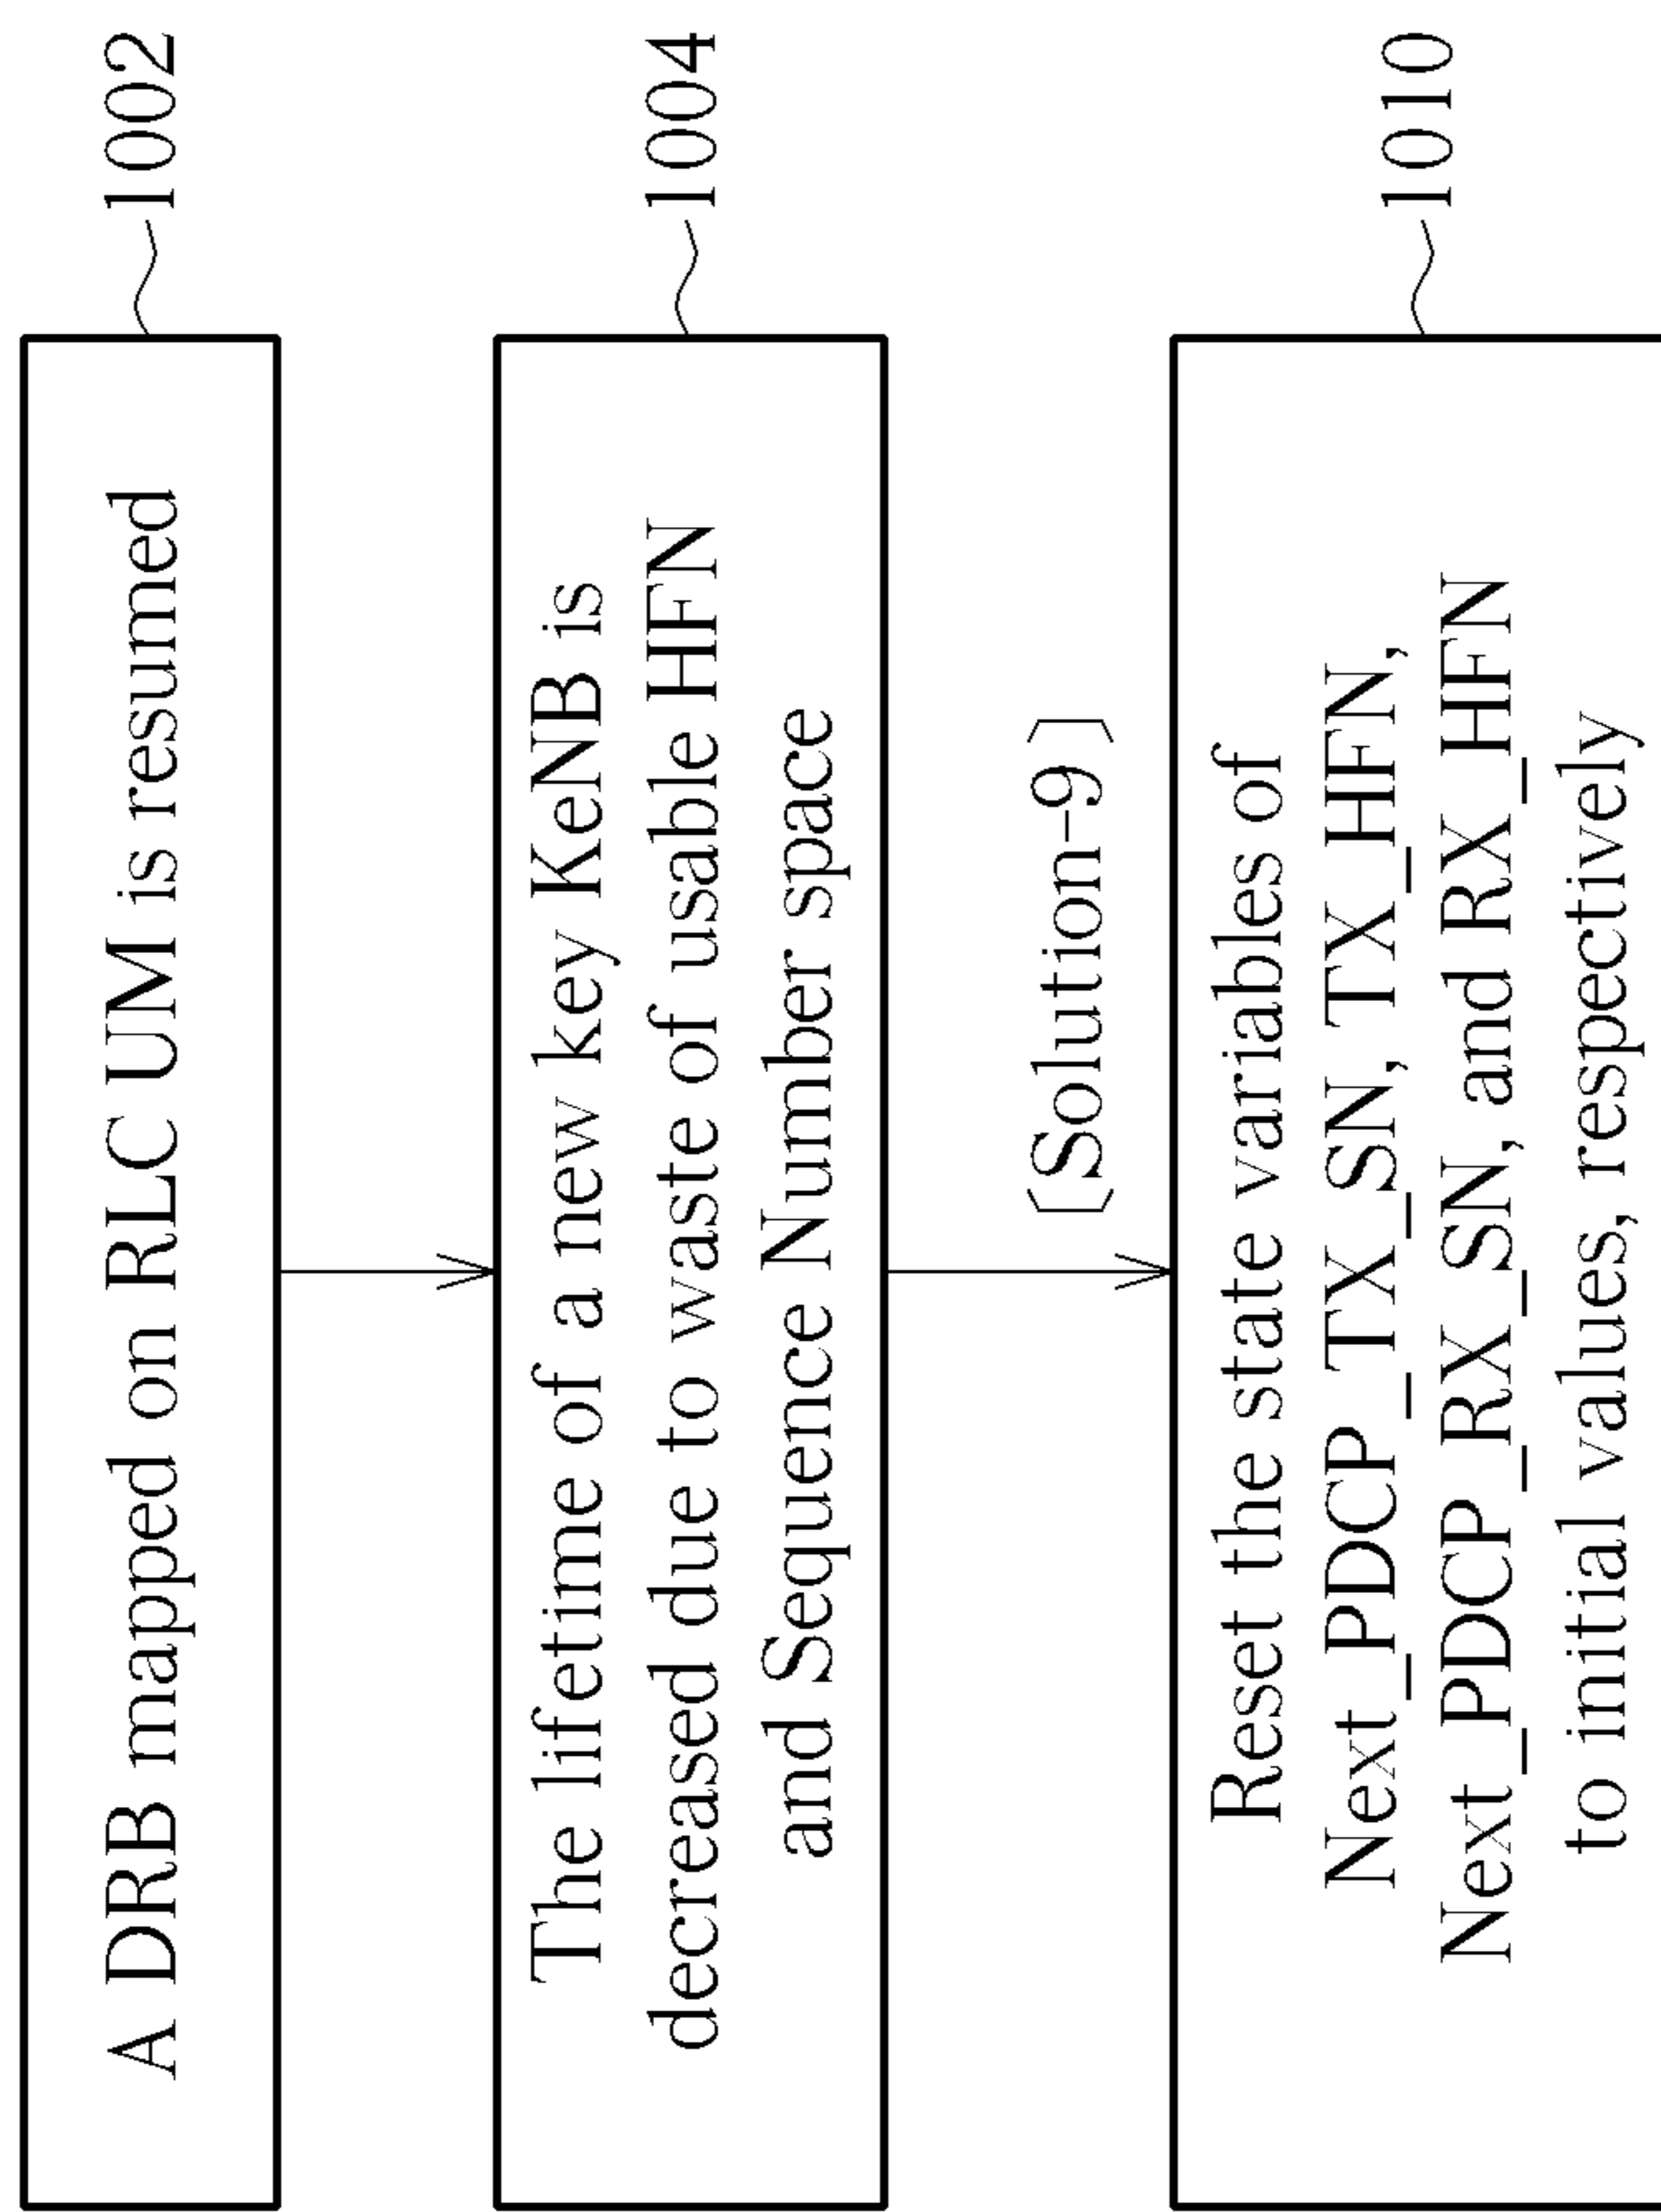 A DRB mapped on RLC UM is resumed
1002
The lifetime of a new key KeNB is
decreased due to waste of usable HFN
and Sequence Number space
1004
(Solution-9)
Reset the state variables of
Next_PDCP_TX_SN, TX_HFN,
Next_PDCP_RX_SN, and RX_HFN
to initial values, respectively
1010